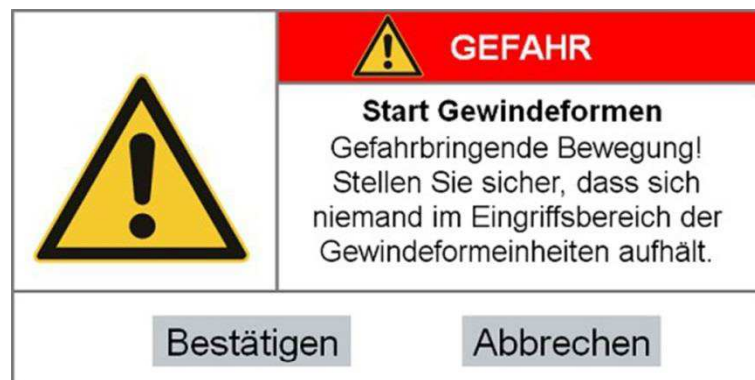 GEFAHR
Start Gewindeformen
Gefahrbringende Bewegung!
Stellen Sie sicher, dass sich
niemand im Eingriffsbereich der
Gewindeformeinheiten aufhält.
Bestätigen Abbrechen